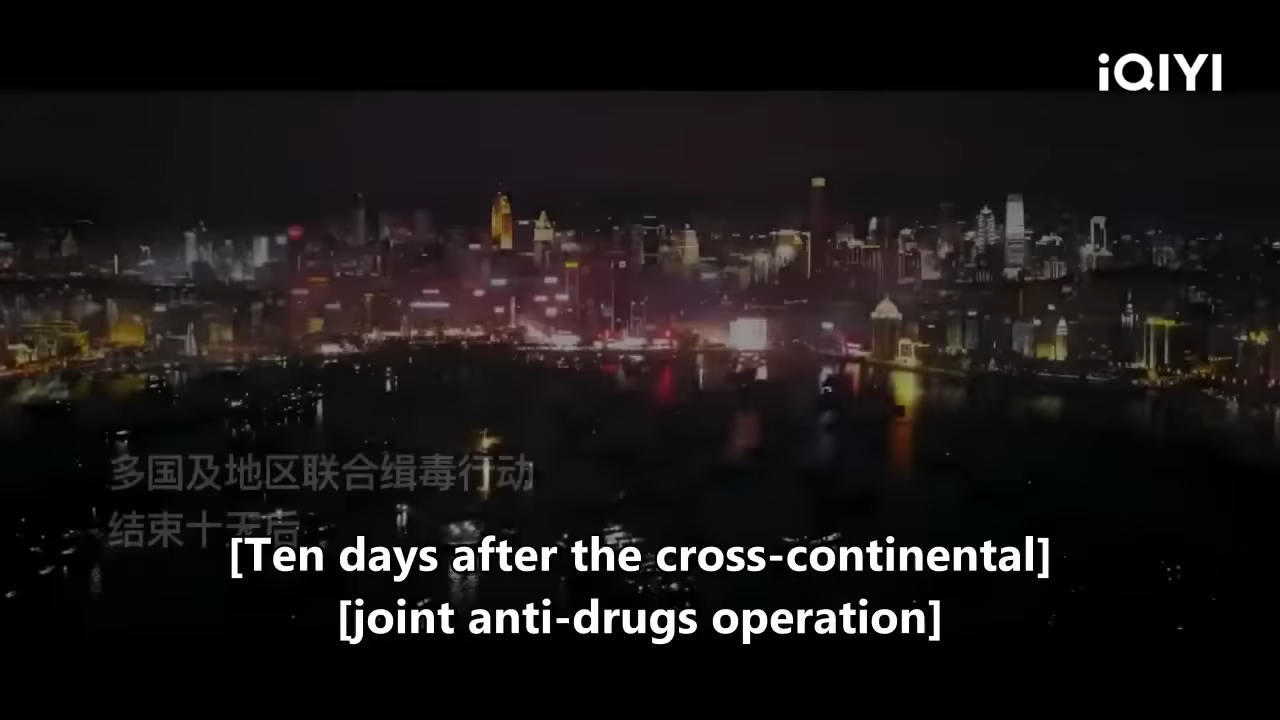 iQIYI
多国及地区联合缉毒行动
结束十天后
[Ten days after the cross-continental]
[joint anti-drugs operation]